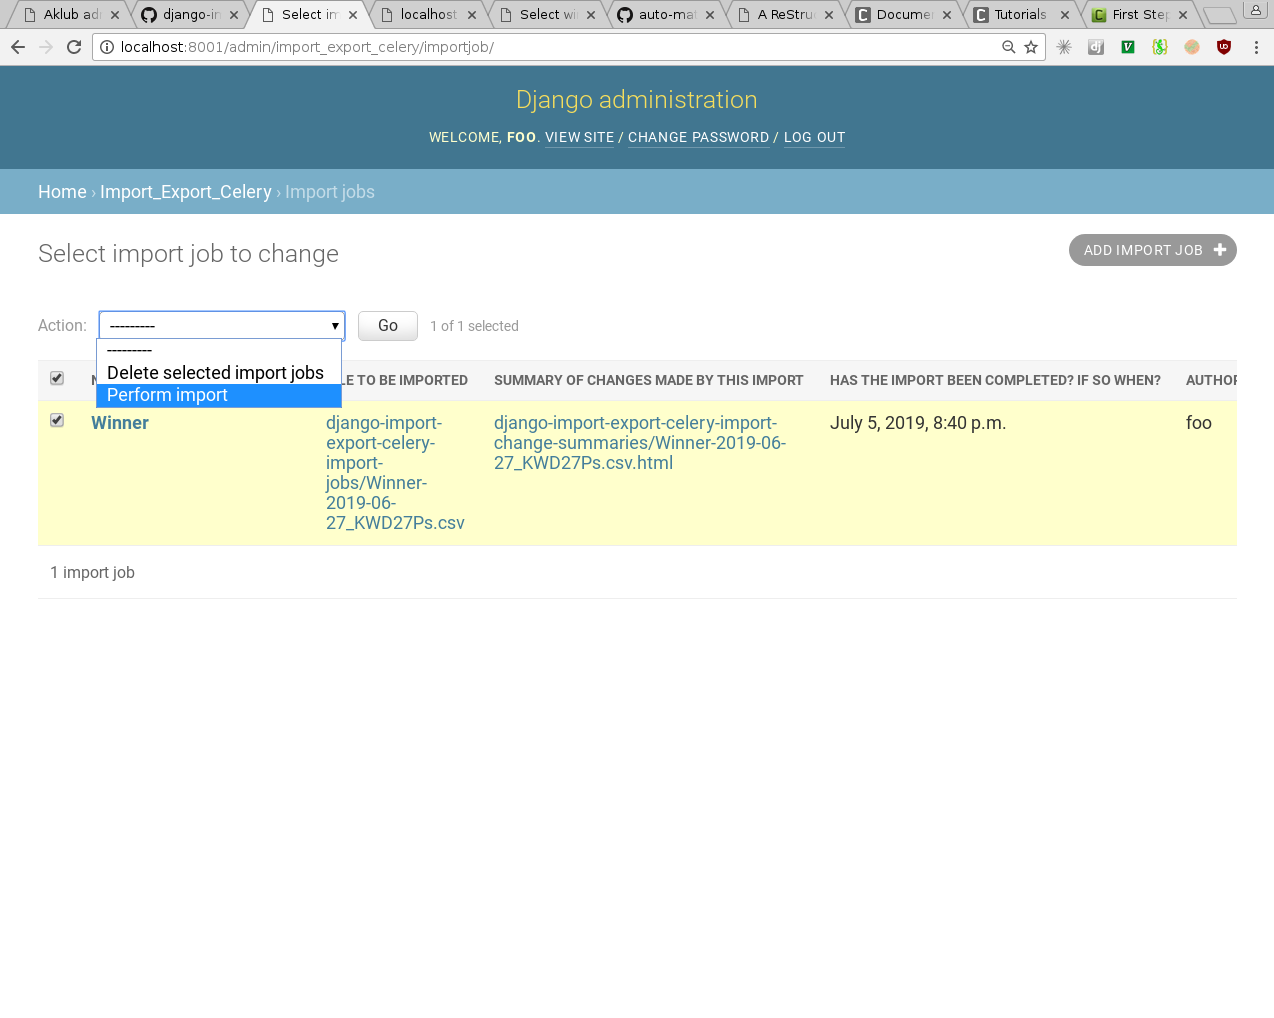 Aklub ad
django-in
Select im
localhost
Select wi
auto-mat
A ReStru
Documen
Tutorials
First Step
localhost:8001/admin/import_export_celery/importjob/
Django administration
WELCOME, FOO. VIEW SITE / CHANGE PASSWORD / LOG OUT
Home › Import_Export_Celery › Import jobs
Select import job to change
ADD IMPORT JOB
Action: --------- Go 1 of 1 selected
---------
Delete selected import jobs
Perform import
LE TO BE IMPORTED SUMMARY OF CHANGES MADE BY THIS IMPORT HAS THE IMPORT BEEN COMPLETED? IF SO WHEN? AUTHOR
Winner django-import- django-import-export-celery-import- July 5, 2019, 8:40 p.m. foo
export-celery- change-summaries/Winner-2019-06-
import- 27_KWD27Ps.csv.html
jobs/Winner-
2019-06-
27_KWD27Ps.csv
1 import job